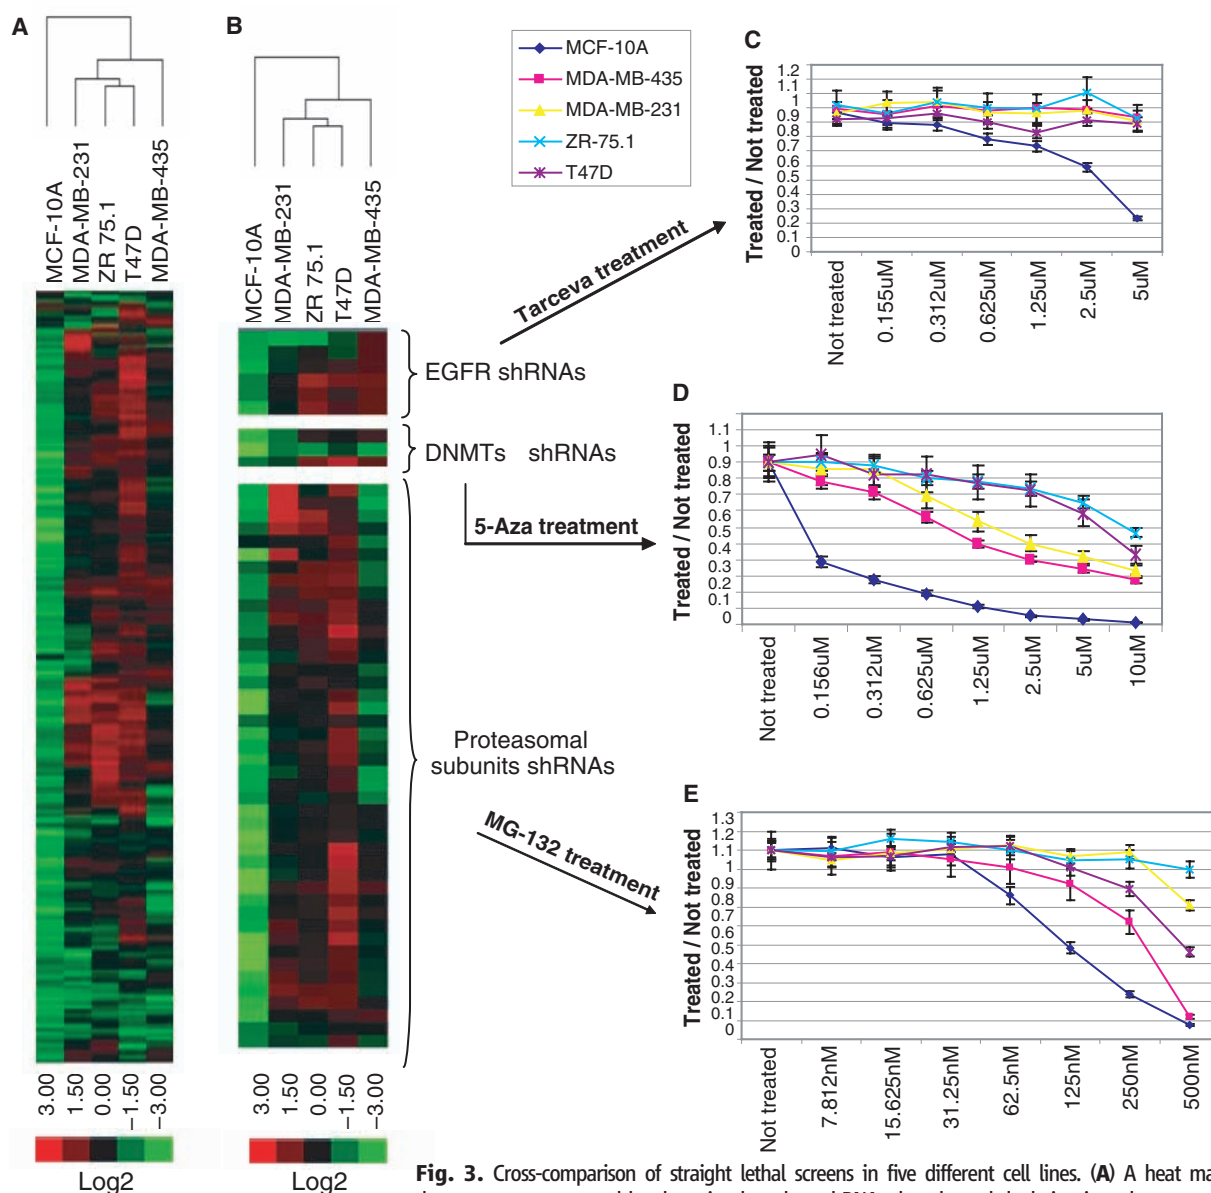 A
MCF-10A
MDA-MB-231
ZR 75.1
T47D
MDA-MB-435
3.00
1.50
0.00
−1.50
−3.00
Log2
B
MCF-10A
MDA-MB-231
ZR 75.1
T47D
MDA-MB-435
EGFR shRNAs
DNMTs shRNAs
Proteasomal
subunits shRNAs
3.00
1.50
0.00
−1.50
−3.00
Log2
MCF-10A
MDA-MB-435
MDA-MB-231
ZR-75.1
T47D
Tarceva treatment
5-Aza treatment
MG-132 treatment
C
Treated / Not treated
1.2
1.1
1
0.9
0.8
0.7
0.6
0.5
0.4
0.3
0.2
0.1
0
Not treated
0.155uM
0.312uM
0.625uM
1.25uM
2.5uM
5uM
D
Treated / Not treated
1.1
1
0.9
0.8
0.7
0.6
0.5
0.4
0.3
0.2
0.1
0
Not treated
0.156uM
0.312uM
0.625uM
1.25uM
2.5uM
5uM
10uM
E
Treated / Not treated
1.3
1.2
1.1
1
0.9
0.8
0.7
0.6
0.5
0.4
0.3
0.2
0.1
0
Not treated
7.812nM
15.625nM
31.25nM
62.5nM
125nM
250nM
500nM
Fig. 3. Cross-comparison of straight lethal screens in five different cell lines. (A) A heat ma